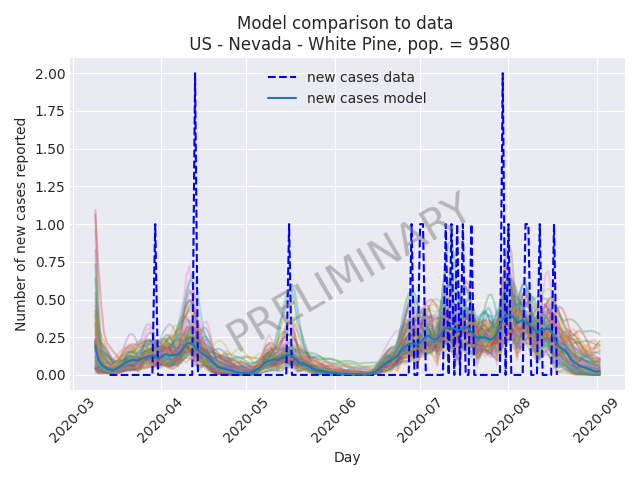 Model comparison to data
US - Nevada - White Pine, pop. = 9580
new cases data
new cases model
Number of new cases reported
2.00
1.75
1.50
1.25
1.00
0.75
0.50
0.25
0.00
PRELIMINARY
2020-03
2020-04
2020-05
2020-06
2020-07
2020-08
2020-09
Day